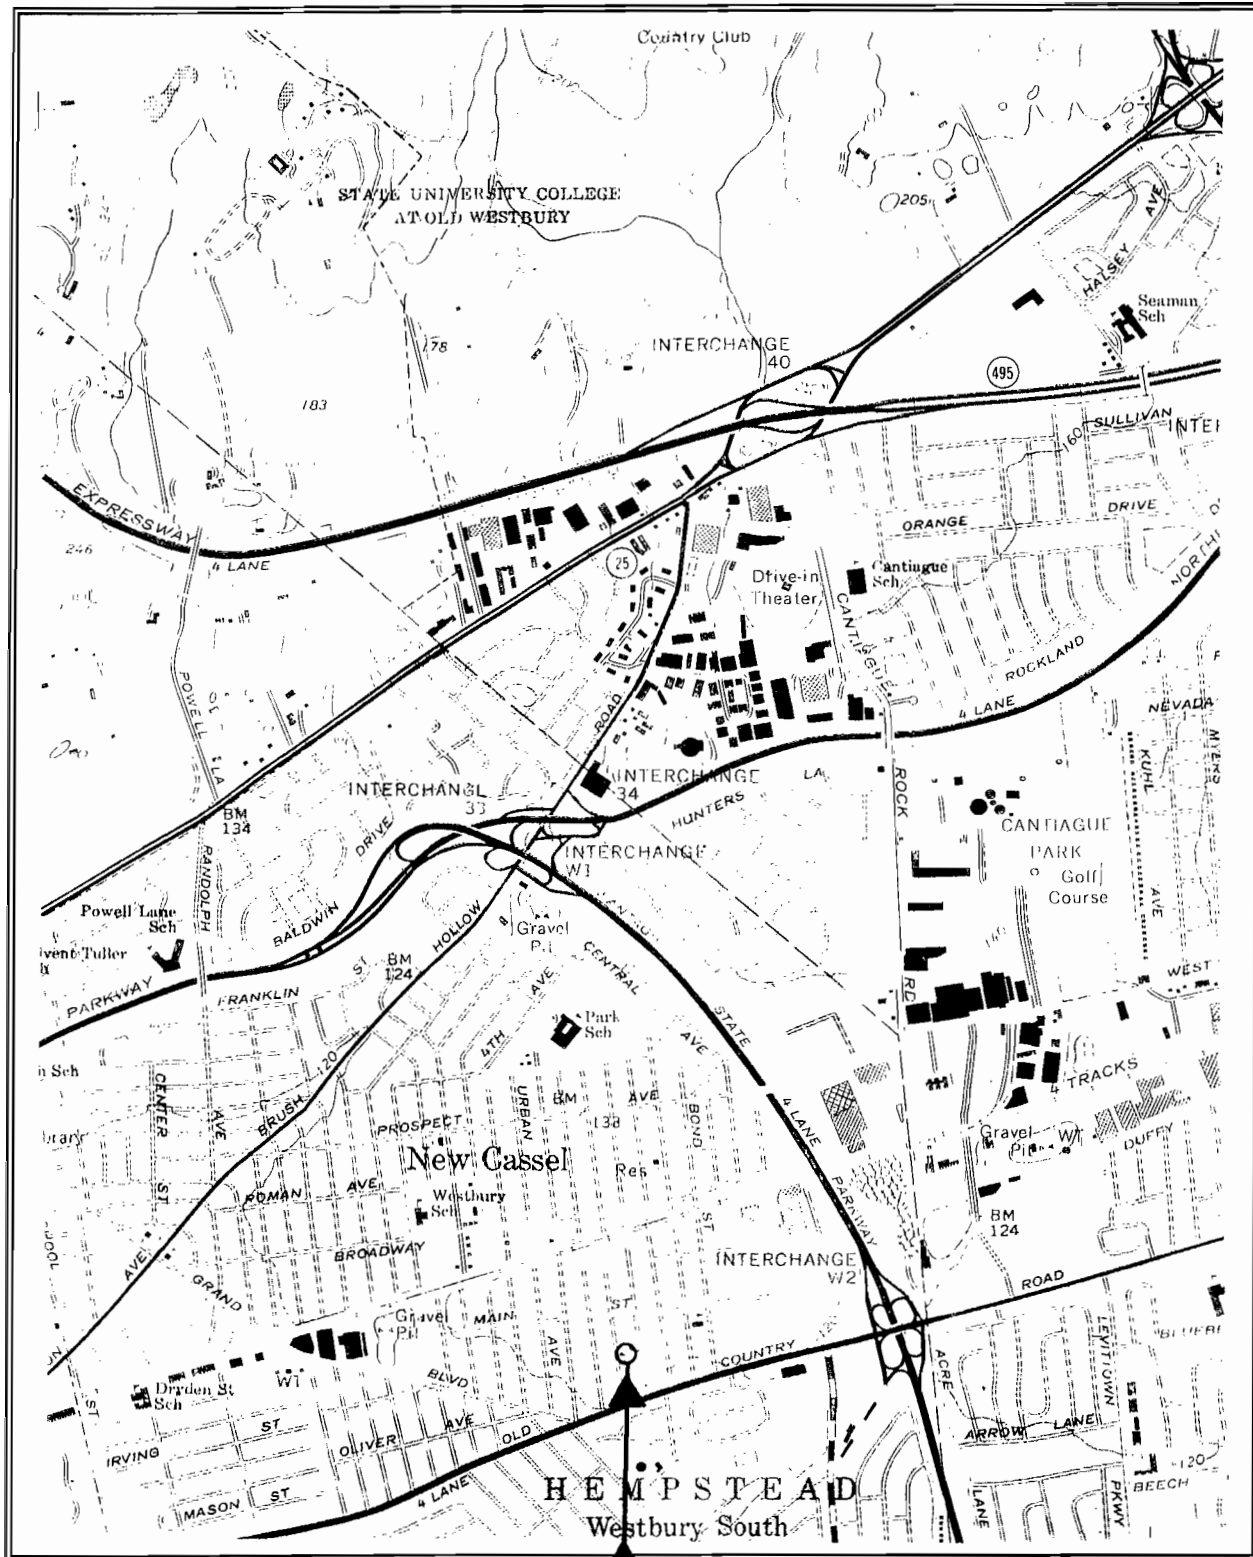 Country Club
STATE UNIVERSITY COLLEGE
AT OLD WESTBURY
205
HALSEY AVE
Seaman
Sch
INTERCHANGE
40
78
495
183
SULLIVAN
160
EXPRESSWAY
4 LANE
246
ORANGE
DRIVE
25
Drive-in
Theater
Cantiague
Sch
CANTIAGUE
ROCKLAND
4 LANE
NEVADA
POWELL LA
ROAD
MYERS
KUHL
AVE
INTERCHANGE
34
LA
HUNTERS
INTERCHANGE
33
BM
134
DRIVE
ROCK
CANTIAGUE
PARK
Golf
Course
INTERCHANGE
W1
RANDOLPH
Powell Lane
Sch
BALDWIN
HOLLOW
Gravel
Pit
CENTRAL
BM
124
ST
140
WEST
PARKWAY
FRANKLIN
AVE
RD
STATE
Park
Sch
4TH
AVE
n Sch
120
TRACKS
4
CENTER
ST
AVE
BRUSH
PROSPECT
URBAN
BM
138
AVE
BOND
ST
4 LANE
PARKWAY
Gravel
Pit
WT
DUFFY
New Cassel
Res
ROMAN
AVE
Westbury
Sch
BM
124
BROADWAY
INTERCHANGE
W2
ROAD
AVE
GRAND
ST
Gravel
Pit
MAIN
AVE
COUNTRY
ACRE
LEVITTOWN
PKWY
WT
BLVD
Dryden St
Sch
ST
ST
IRVING
OLIVER
AVE
OLD
ARROW
LANE
MASON
ST
4 LANE
HEMPSTEAD
Westbury South
LANE
120
BEECH